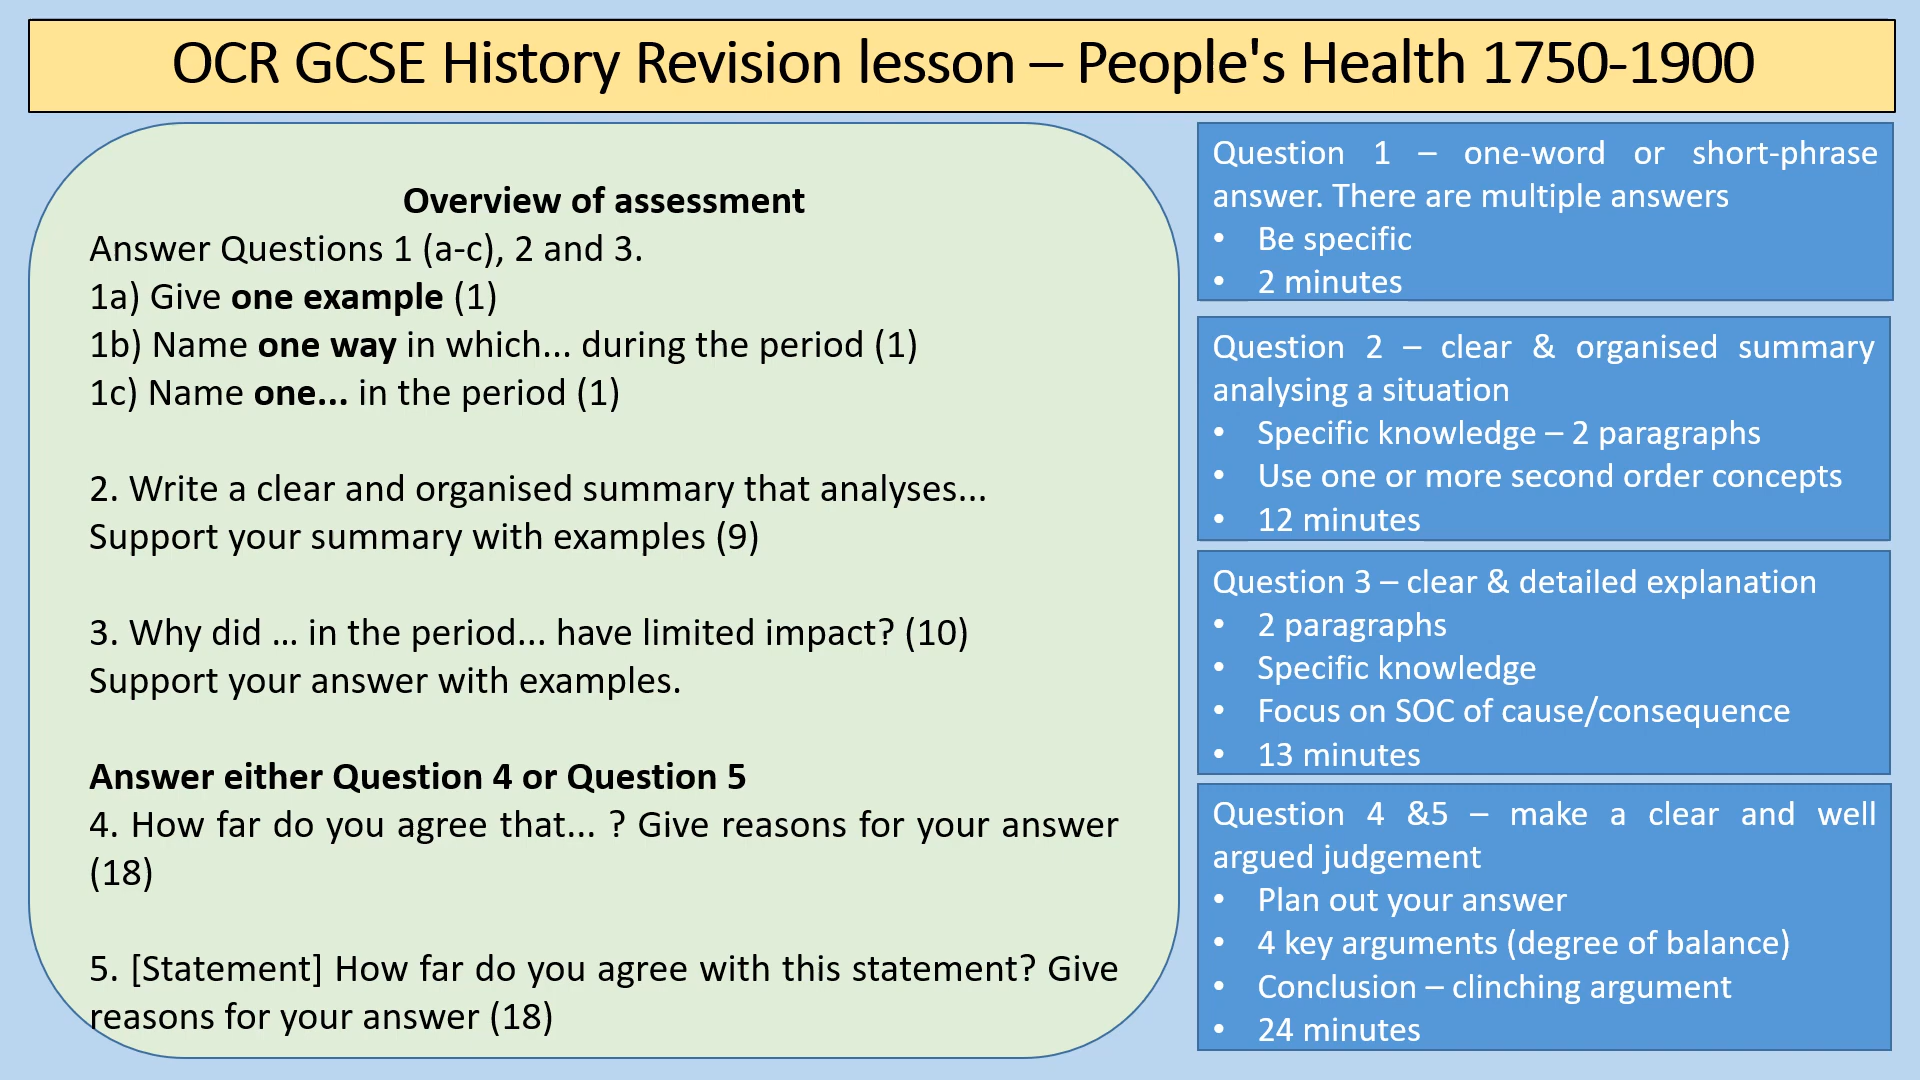 OCR GCSE History Revision lesson – People's Health 1750-1900
Overview of assessment
Answer Questions 1 (a-c), 2 and 3.
1a) Give one example (1)
1b) Name one way in which... during the period (1)
1c) Name one... in the period (1)
2. Write a clear and organised summary that analyses...
Support your summary with examples (9)
3. Why did ... in the period... have limited impact? (10)
Support your answer with examples.
Answer either Question 4 or Question 5
4. How far do you agree that... ? Give reasons for your answer
(18)
5. [Statement] How far do you agree with this statement? Give
reasons for your answer (18)
Question 1 – one-word or short-phrase
answer. There are multiple answers
• Be specific
• 2 minutes
Question 2 – clear & organised summary
analysing a situation
• Specific knowledge – 2 paragraphs
• Use one or more second order concepts
• 12 minutes
Question 3 – clear & detailed explanation
• 2 paragraphs
• Specific knowledge
• Focus on SOC of cause/consequence
• 13 minutes
Question 4 &5 – make a clear and well
argued judgement
• Plan out your answer
• 4 key arguments (degree of balance)
• Conclusion – clinching argument
• 24 minutes